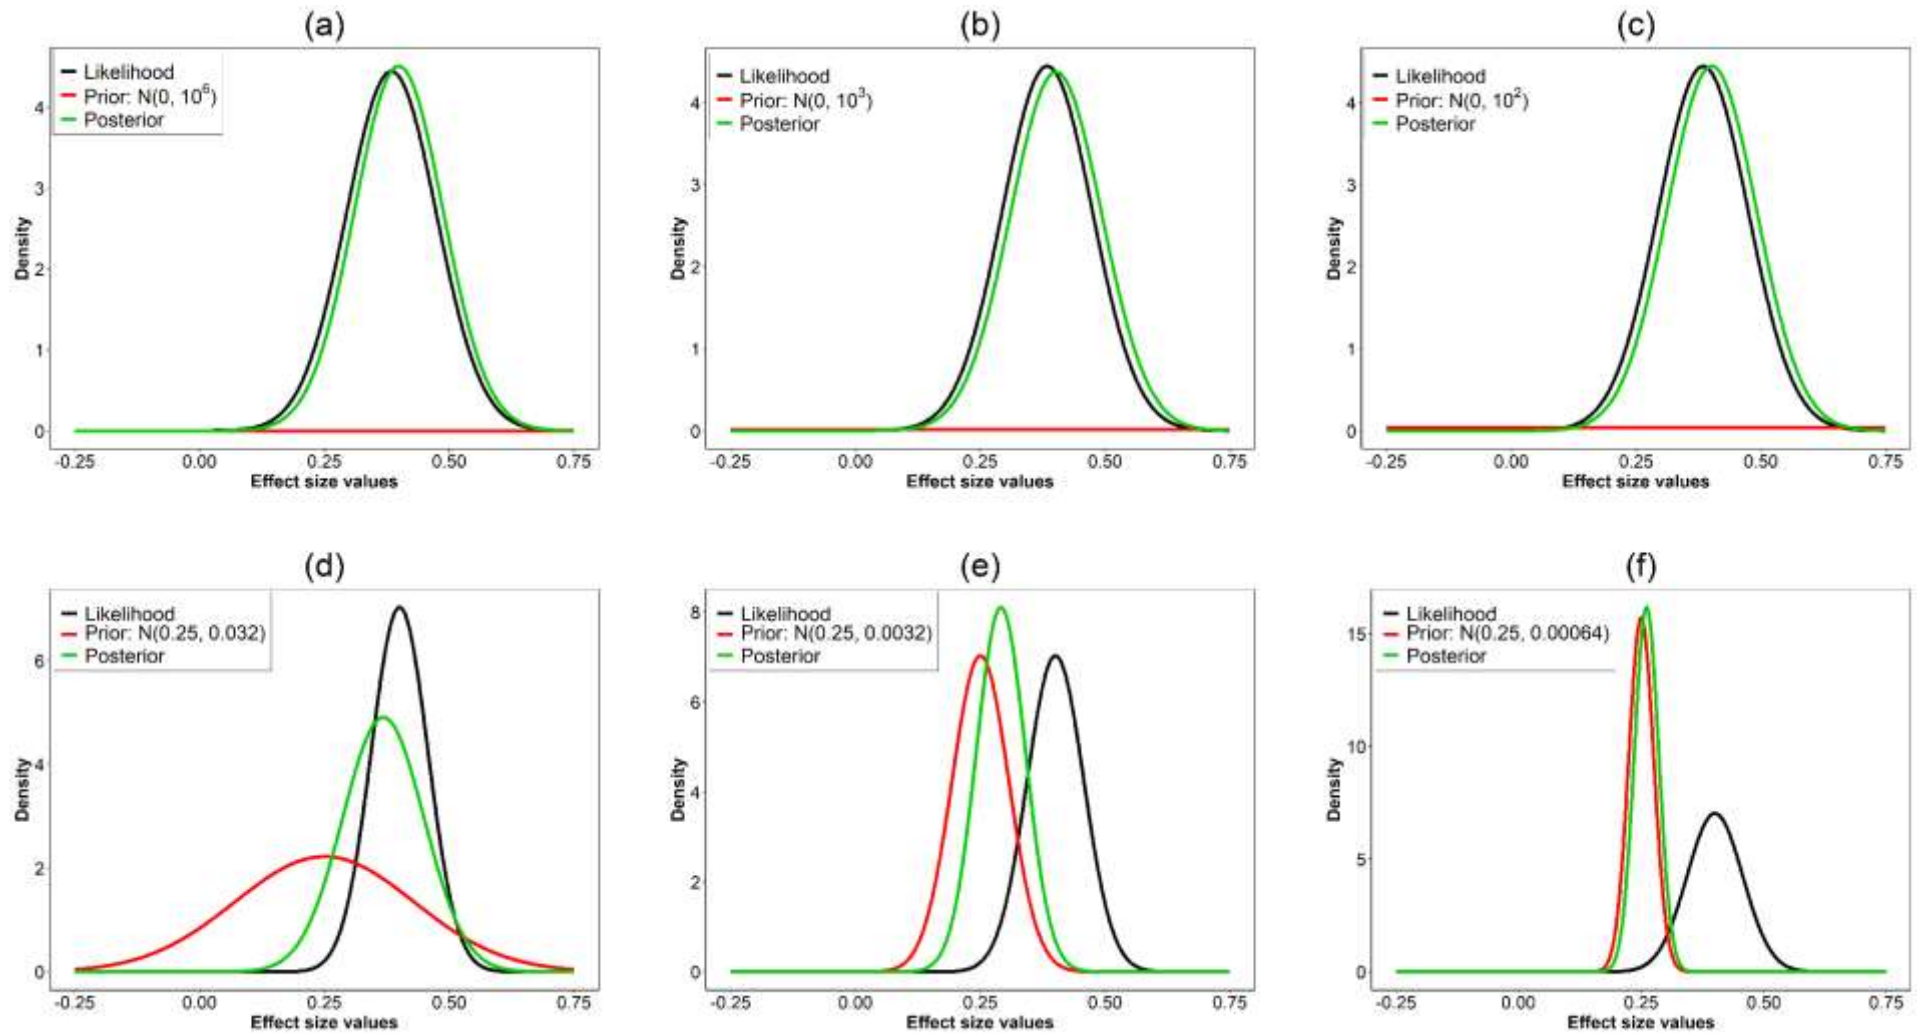 (a)
Likelihood
Prior: N(0, 10^6)
Posterior
Density
4
3
2
1
0
-0.25 0.00 0.25 0.50 0.75
Effect size values
(b)
Likelihood
Prior: N(0, 10^3)
Posterior
Density
4
3
2
1
0
-0.25 0.00 0.25 0.50 0.75
Effect size values
(c)
Likelihood
Prior: N(0, 10^2)
Posterior
Density
4
3
2
1
0
-0.25 0.00 0.25 0.50 0.75
Effect size values
(d)
Likelihood
Prior: N(0.25, 0.032)
Posterior
Density
6
4
2
0
-0.25 0.00 0.25 0.50 0.75
Effect size values
(e)
Likelihood
Prior: N(0.25, 0.0032)
Posterior
Density
8
6
4
2
0
-0.25 0.00 0.25 0.50 0.75
Effect size values
(f)
Likelihood
Prior: N(0.25, 0.00064)
Posterior
Density
15
10
5
0
-0.25 0.00 0.25 0.50 0.75
Effect size values